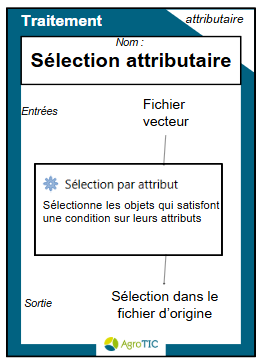 Traitement
attributaire
Nom :
Sélection attributaire
Entrées
Fichier
vecteur
Sélection par attribut
Sélectionne les objets qui satisfont
une condition sur leurs attributs
Sortie
Sélection dans le
fichier d'origine
AgroTIC